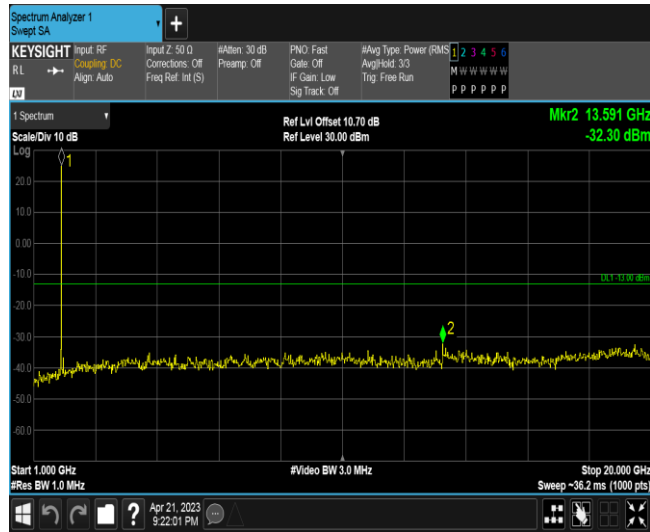 Spectrum Analyzer 1
Swept SA
KEYSIGHT
RL
LXI
Input: RF
Coupling: DC
Align: Auto
Input Z: 50 Ω
Corrections: Off
Freq Ref: Int (S)
#Atten: 30 dB
Preamp: Off
PNO: Fast
Gate: Off
IF Gain: Low
Sig Track: Off
#Avg Type: Power (RMS
Avg|Hold: 3/3
Trig: Free Run
1 2 3 4 5 6
M W W W W W
P P P P P P
1 Spectrum
Scale/Div 10 dB
Log
Ref Lvl Offset 10.70 dB
Ref Level 30.00 dBm
Mkr2 13.591 GHz
-32.30 dBm
1
20.0
10.0
0.00
-10.0
DL1 -13.00 dBm
-20.0
-30.0
2
-40.0
-50.0
-60.0
Start 1.000 GHz
#Res BW 1.0 MHz
#Video BW 3.0 MHz
Stop 20.000 GHz
Sweep ~36.2 ms (1000 pts)
?
Apr 21, 2023
9:22:01 PM